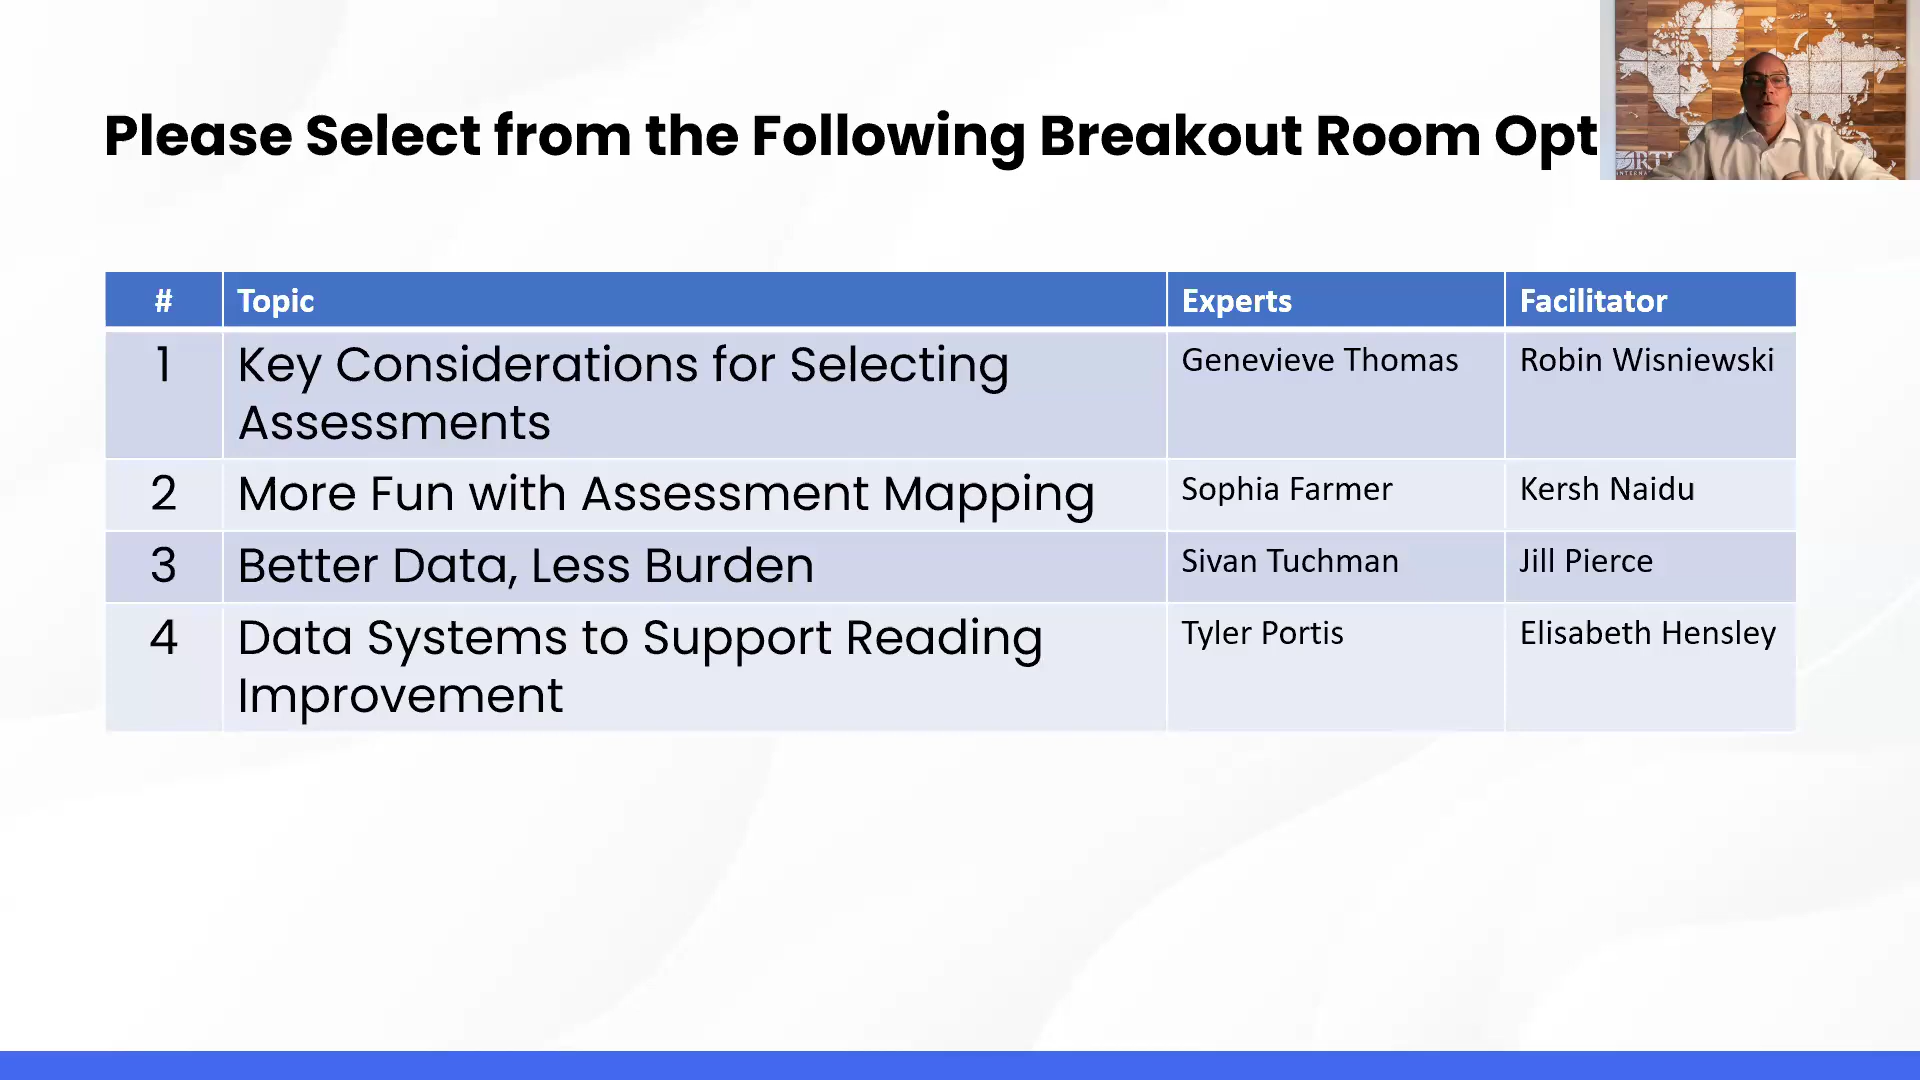 Please Select from the Following Breakout Room Opt
# Topic Experts Facilitator
1 Key Considerations for Selecting Genevieve Thomas Robin Wisniewski
Assessments
2 More Fun with Assessment Mapping Sophia Farmer Kersh Naidu
3 Better Data, Less Burden Sivan Tuchman Jill Pierce
4 Data Systems to Support Reading Tyler Portis Elisabeth Hensley
Improvement